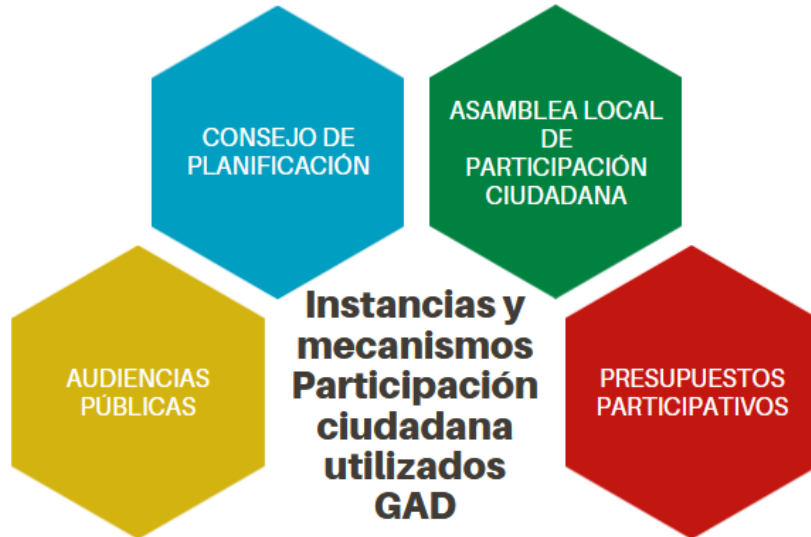 CONSEJO DE
PLANIFICACIÓN
ASAMBLEA LOCAL
DE
PARTICIPACIÓN
CIUDADANA
AUDIENCIAS
PÚBLICAS
Instancias y
mecanismos
Participación
ciudadana
utilizados
GAD
PRESUPUESTOS
PARTICIPATIVOS